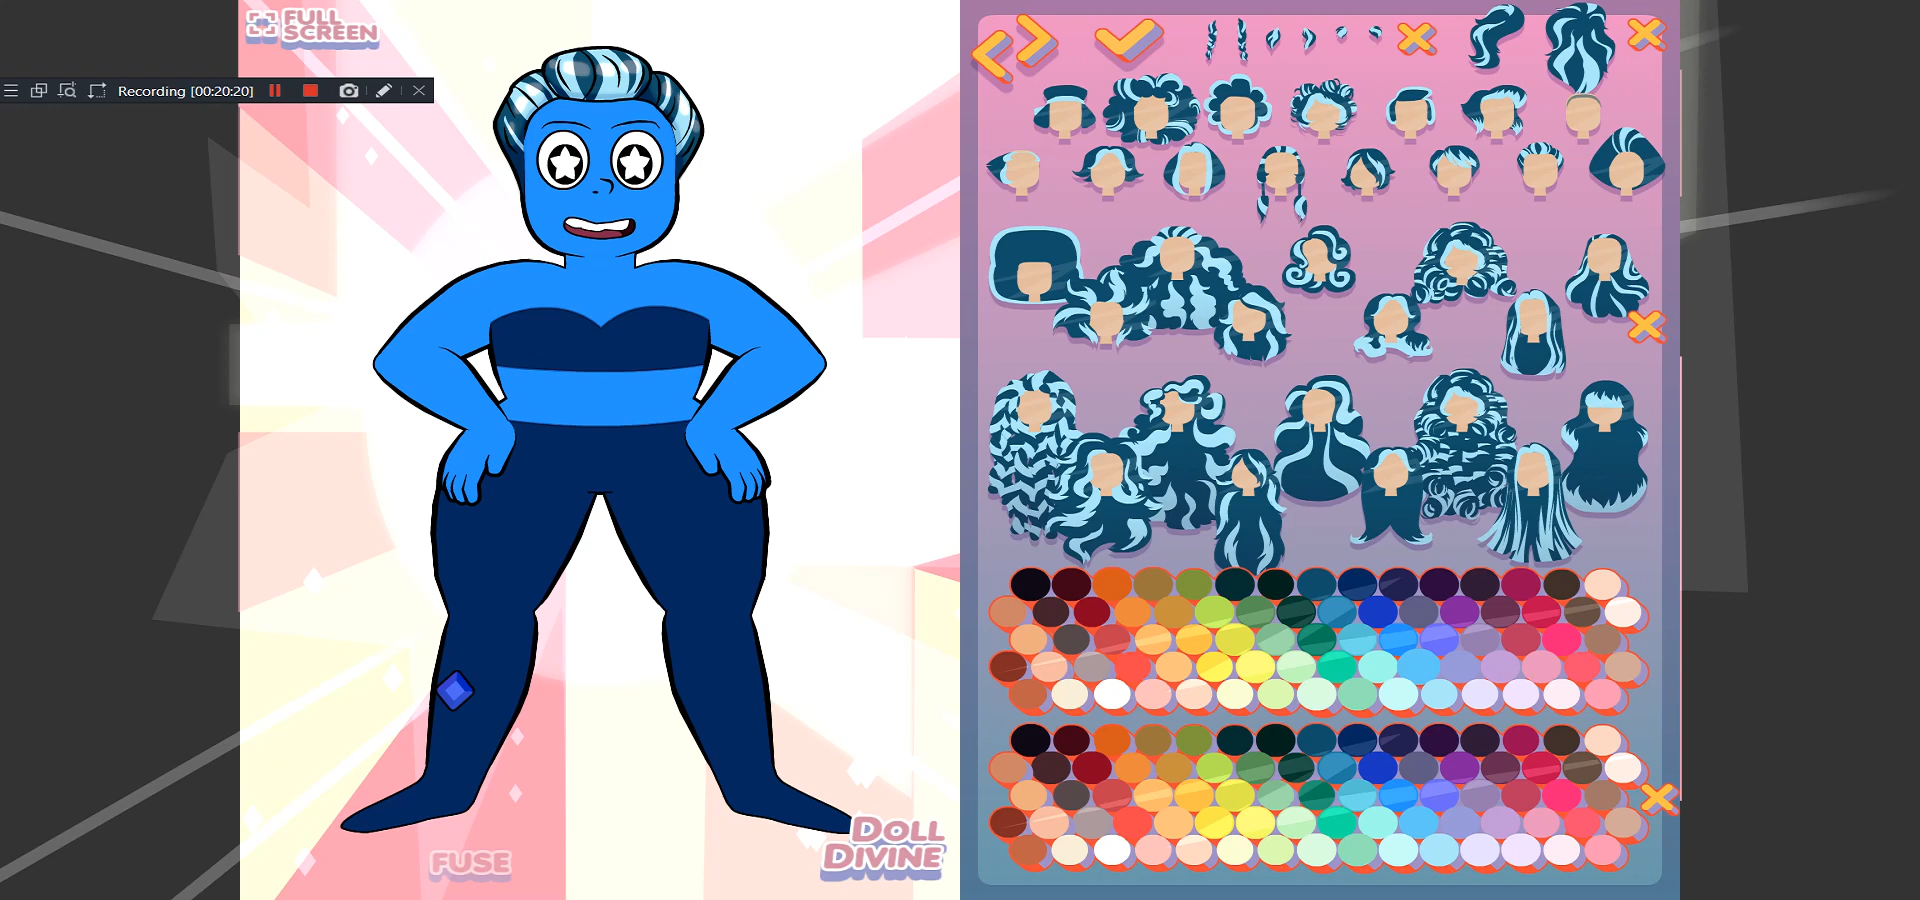 FULL
SCREEN
Recording [00:20:20]
DOLL
DIVINE
FUSE